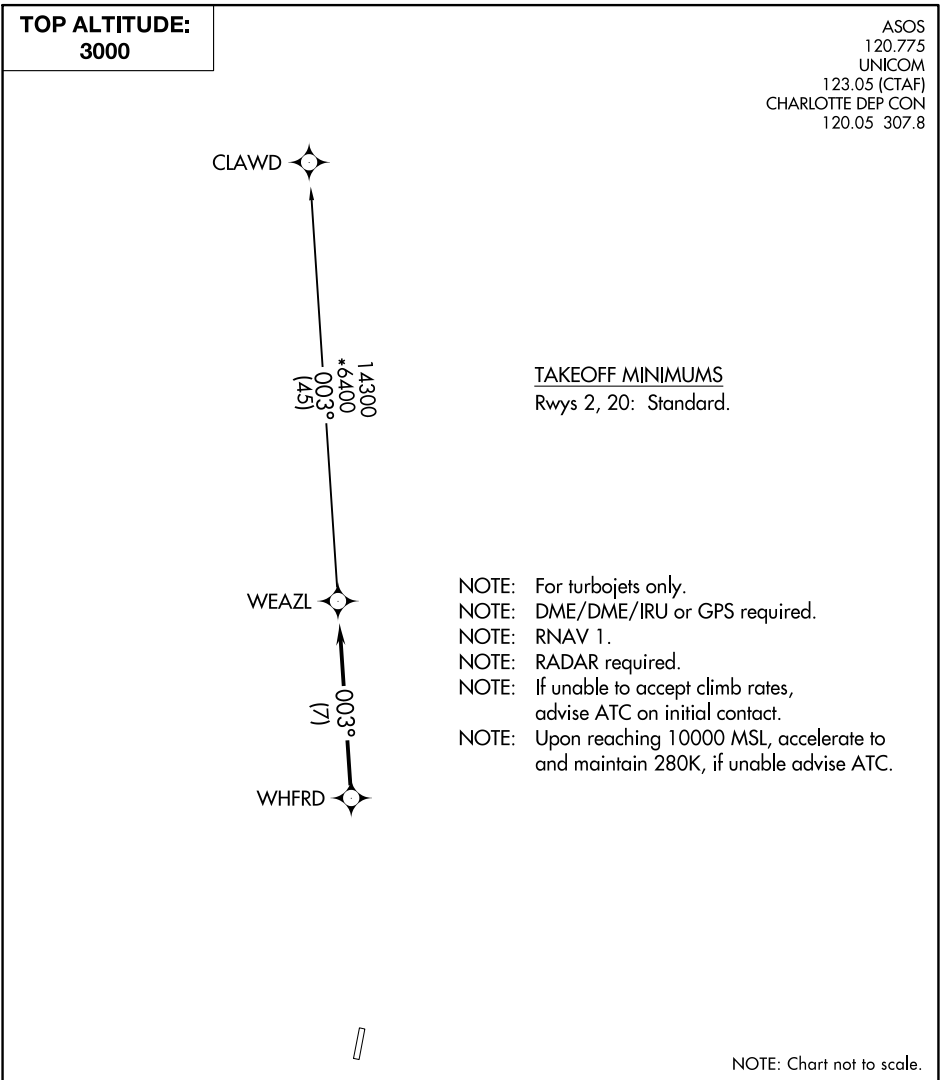 TOP ALTITUDE:
3000
ASOS
120.775
UNICOM
123.05 (CTAF)
CHARLOTTE DEP CON
120.05 307.8
CLAWD
14300
*6400
003°
(45)
TAKEOFF MINIMUMS
Rwys 2, 20: Standard.
WEAZL
003°
(7)
WHFRD
NOTE: For turbojets only.
NOTE: DME/DME/IRU or GPS required.
NOTE: RNAV 1.
NOTE: RADAR required.
NOTE: If unable to accept climb rates,
advise ATC on initial contact.
NOTE: Upon reaching 10000 MSL, accelerate to
and maintain 280K, if unable advise ATC.
NOTE: Chart not to scale.